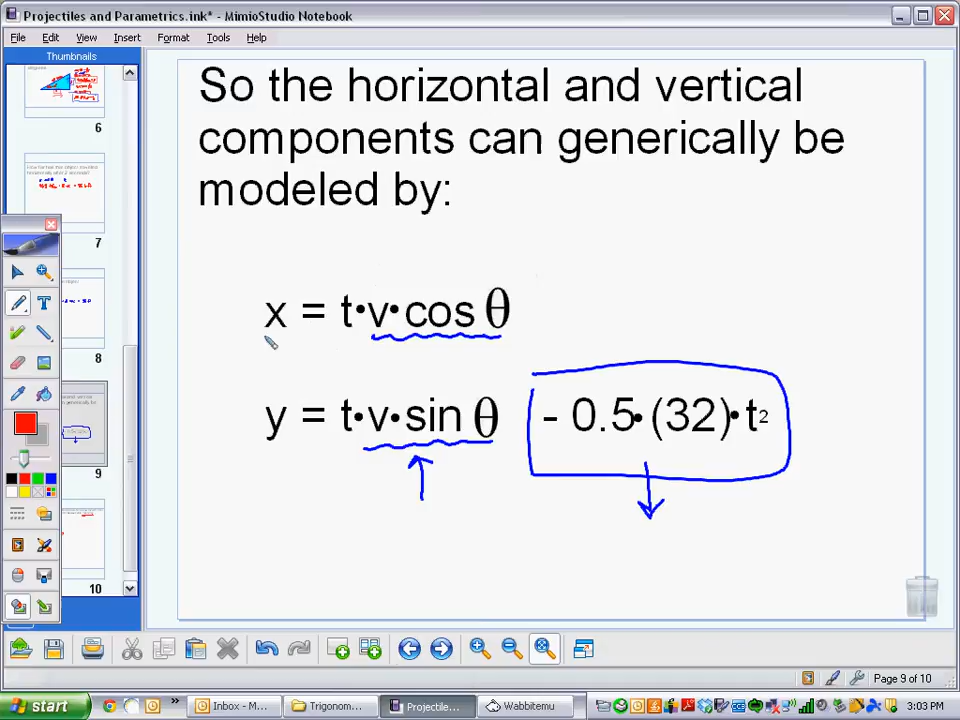 Projectiles and Parametrics.ink* - MimioStudio Notebook
File Edit View Insert Format Tools Help
Thumbnails
6
7
8
9
10
So the horizontal and vertical
components can generically be
modeled by:
x = t•v•cos θ
y = t•v•sin θ - 0.5•(32)•t²
Page 9 of 10
start
Inbox - M...
Trigonom...
Projectile...
Wabbitemu
3:03 PM